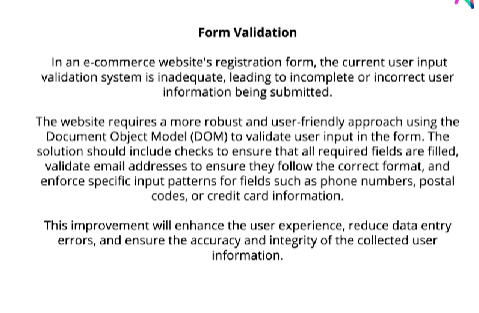 Form Validation
In an e-commerce website's registration form, the current user input
validation system is inadequate, leading to incomplete or incorrect user
information being submitted.
The website requires a more robust and user-friendly approach using the
Document Object Model (DOM) to validate user input in the form. The
solution should include checks to ensure that all required fields are filled,
validate email addresses to ensure they follow the correct format, and
enforce specific input patterns for fields such as phone numbers, postal
codes, or credit card information.
This improvement will enhance the user experience, reduce data entry
errors, and ensure the accuracy and integrity of the collected user
information.